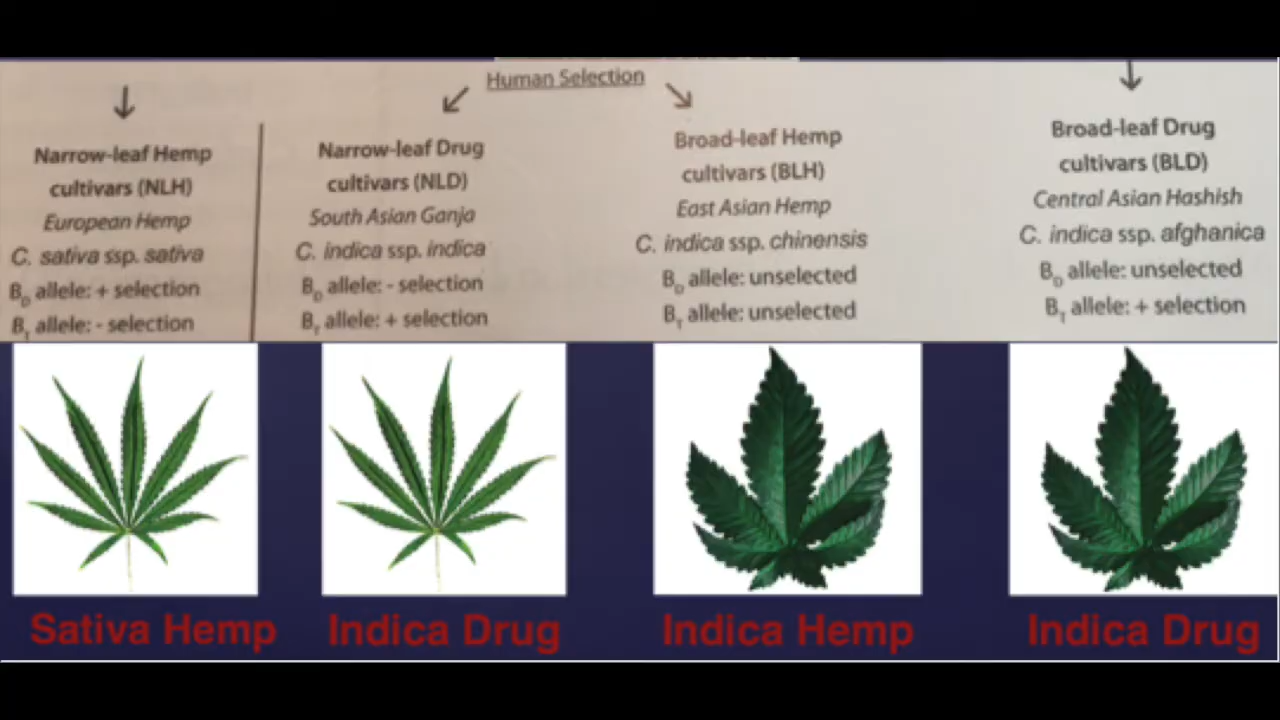 Human Selection
Narrow-leaf Hemp
cultivars (NLH)
European Hemp
C. sativa ssp. sativa
B_D allele: + selection
B_T allele: - selection
Narrow-leaf Drug
cultivars (NLD)
South Asian Ganja
C. indica ssp. indica
B_D allele: - selection
B_T allele: + selection
Broad-leaf Hemp
cultivars (BLH)
East Asian Hemp
C. indica ssp. chinensis
B_D allele: unselected
B_T allele: unselected
Broad-leaf Drug
cultivars (BLD)
Central Asian Hashish
C. indica ssp. afghanica
B_D allele: unselected
B_T allele: + selection
Sativa Hemp
Indica Drug
Indica Hemp
Indica Drug